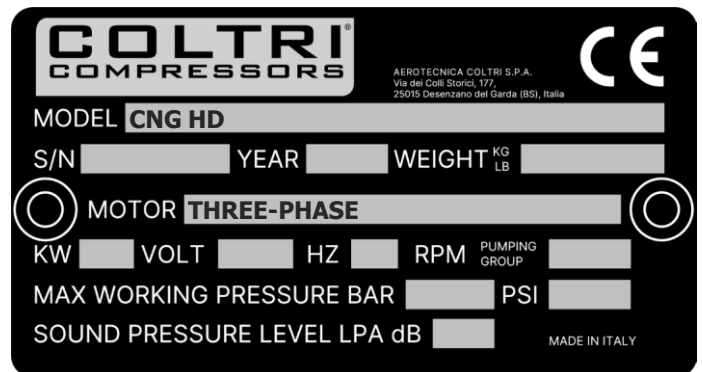 COLTRI®
COMPRESSORS
AEROTECNICA COLTRI S.P.A.
Via dei Colli Storici, 177,
25015 Desenzano del Garda (BS), Italia
CE
MODEL CNG HD
S/N YEAR WEIGHT KG LB
MOTOR THREE-PHASE
KW VOLT HZ RPM PUMPING GROUP
MAX WORKING PRESSURE BAR PSI
SOUND PRESSURE LEVEL LPA dB MADE IN ITALY